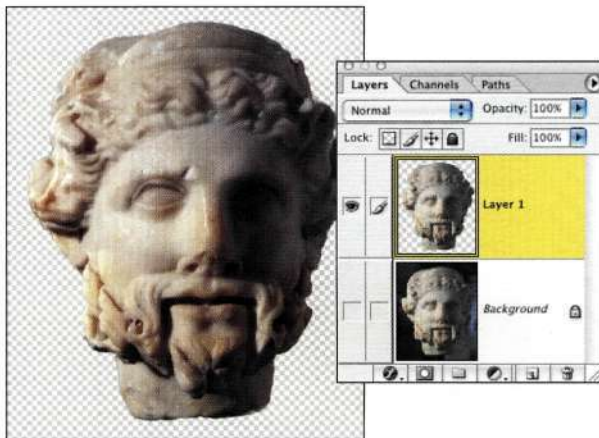 Layers Channels Paths
Normal Opacity: 100%
Lock: Fill: 100%
Layer 1
Background